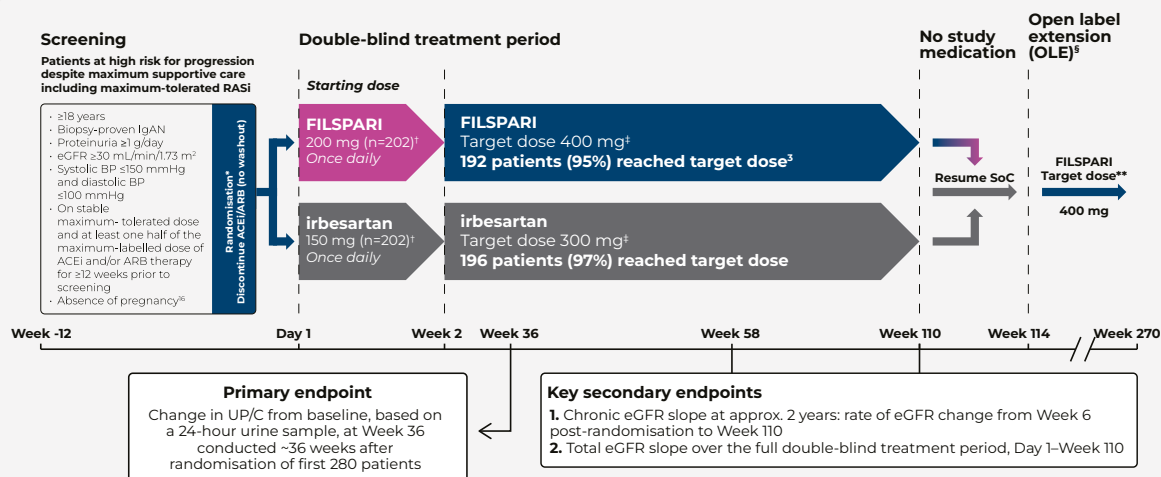 Screening
Patients at high risk for progression
despite maximum supportive care
including maximum-tolerated RASi
· ≥18 years
· Biopsy-proven IgAN
· Proteinuria ≥1 g/day
· eGFR ≥30 mL/min/1.73 m²
· Systolic BP ≤150 mmHg
and diastolic BP
≤100 mmHg
· On stable
maximum- tolerated dose
and at least one half of the
maximum-labelled dose of
ACEi and/or ARB therapy
for ≥12 weeks prior to
screening
· Absence of pregnancy¹⁶
Randomisation*
Discontinue ACEi/ARB (no washout)
Double-blind treatment period
Starting dose
FILSPARI
200 mg (n=202)†
Once daily
FILSPARI
Target dose 400 mg‡
192 patients (95%) reached target dose³
irbesartan
150 mg (n=202)†
Once daily
irbesartan
Target dose 300 mg‡
196 patients (97%) reached target dose
No study
medication
Resume SoC
Open label
extension
(OLE)§
FILSPARI
Target dose**
400 mg
Week -12
Day 1
Week 2
Week 36
Week 58
Week 110
Week 114
Week 270
Primary endpoint
Change in UP/C from baseline, based on
a 24-hour urine sample, at Week 36
conducted ~36 weeks after
randomisation of first 280 patients
Key secondary endpoints
1. Chronic eGFR slope at approx. 2 years: rate of eGFR change from Week 6
post-randomisation to Week 110
2. Total eGFR slope over the full double-blind treatment period, Day 1–Week 110